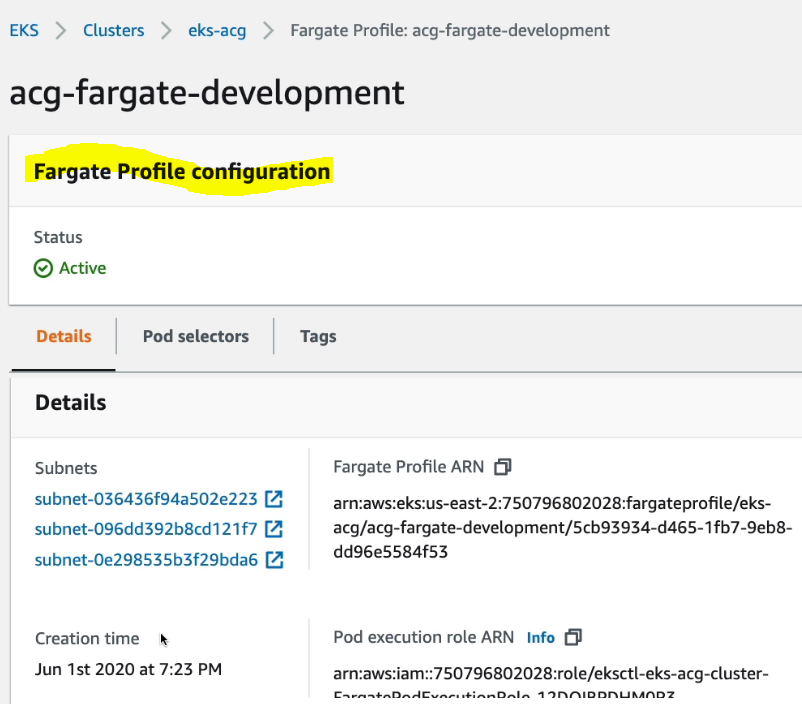 EKS > Clusters > eks-acg > Fargate Profile: acg-fargate-development
acg-fargate-development
Fargate Profile configuration
Status
Active
Details
Pod selectors
Tags
Details
Subnets
subnet-036436f94a502e223
subnet-096dd392b8cd121f7
subnet-0e298535b3f29bda6
Fargate Profile ARN
arn:aws:eks:us-east-2:750796802028:fargateprofile/eks-
acg/acg-fargate-development/5cb93934-d465-1fb7-9eb8-
dd96e5584f53
Creation time
Jun 1st 2020 at 7:23 PM
Pod execution role ARN Info
arn:aws:iam::750796802028:role/eksctl-eks-acg-cluster-